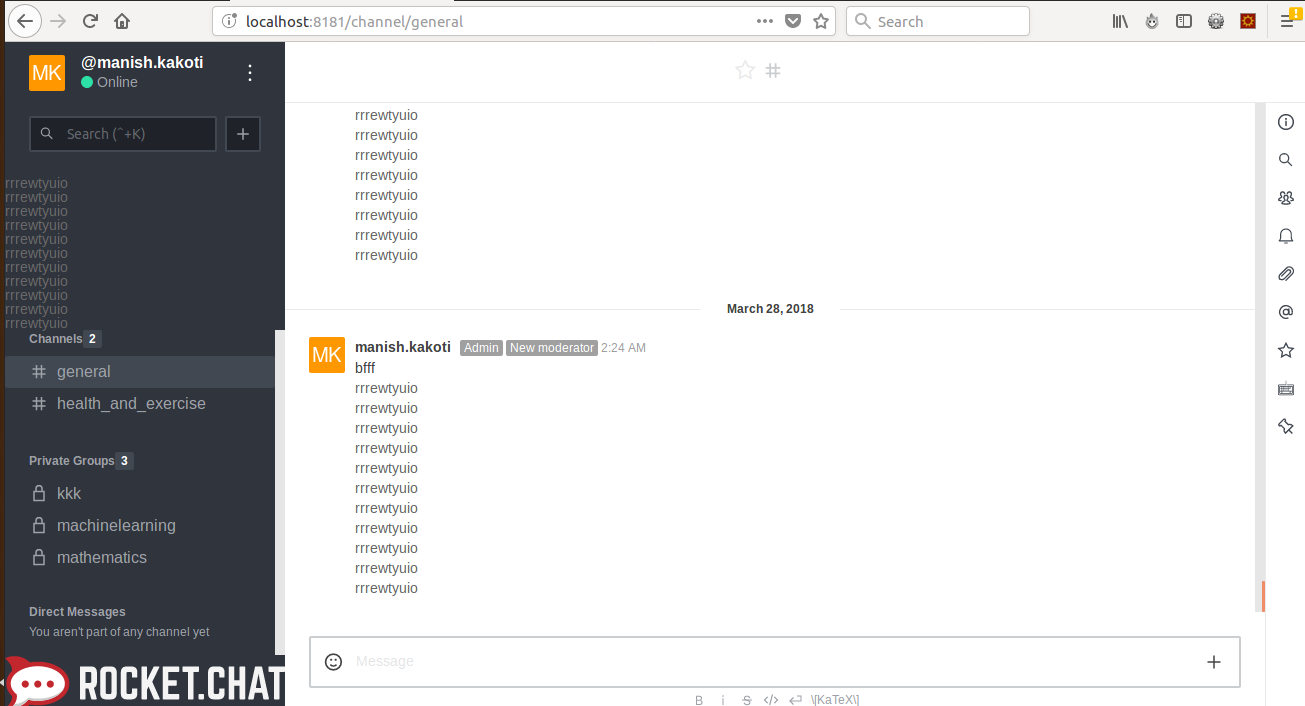 localhost:8181/channel/general
Search
MK
@manish.kakoti
Online
Search (^+K)
rrrewtyuio
rrrewtyuio
rrrewtyuio
rrrewtyuio
rrrewtyuio
rrrewtyuio
rrrewtyuio
rrrewtyuio
rrrewtyuio
rrrewtyuio
rrrewtyuio
Channels 2
general
health_and_exercise
Private Groups 3
kkk
machinelearning
mathematics
Direct Messages
You aren't part of any channel yet
ROCKET.CHAT
rrrewtyuio
rrrewtyuio
rrrewtyuio
rrrewtyuio
rrrewtyuio
rrrewtyuio
rrrewtyuio
rrrewtyuio
March 28, 2018
MK
manish.kakoti Admin New moderator 2:24 AM
bfff
rrrewtyuio
rrrewtyuio
rrrewtyuio
rrrewtyuio
rrrewtyuio
rrrewtyuio
rrrewtyuio
rrrewtyuio
rrrewtyuio
rrrewtyuio
rrrewtyuio
Message
B i S </> \[KaTeX\]